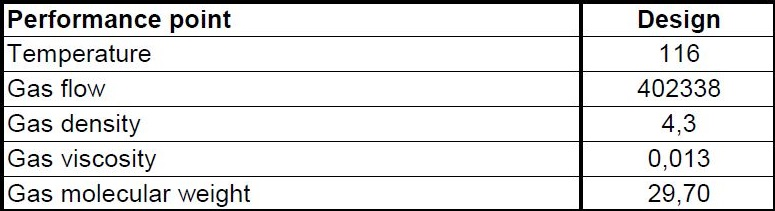 Performance point Design
Temperature 116
Gas flow 402338
Gas density 4,3
Gas viscosity 0,013
Gas molecular weight 29,70